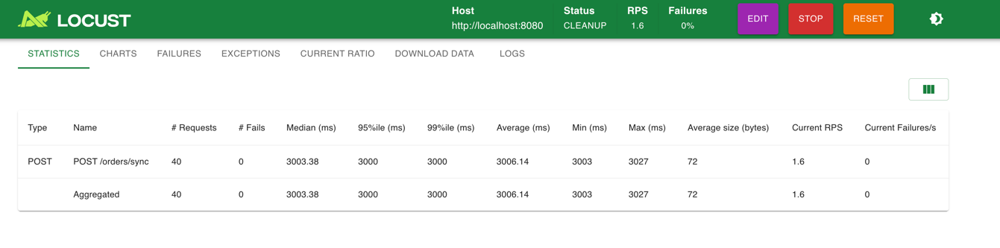 LOCUST
Host Status RPS Failures
http://localhost:8080 CLEANUP 1.6 0% EDIT STOP RESET
STATISTICS CHARTS FAILURES EXCEPTIONS CURRENT RATIO DOWNLOAD DATA LOGS
Type Name # Requests # Fails Median (ms) 95%ile (ms) 99%ile (ms) Average (ms) Min (ms) Max (ms) Average size (bytes) Current RPS Current Failures/s
POST POST /orders/sync 40 0 3003.38 3000 3000 3006.14 3003 3027 72 1.6 0
Aggregated 40 0 3003.38 3000 3000 3006.14 3003 3027 72 1.6 0